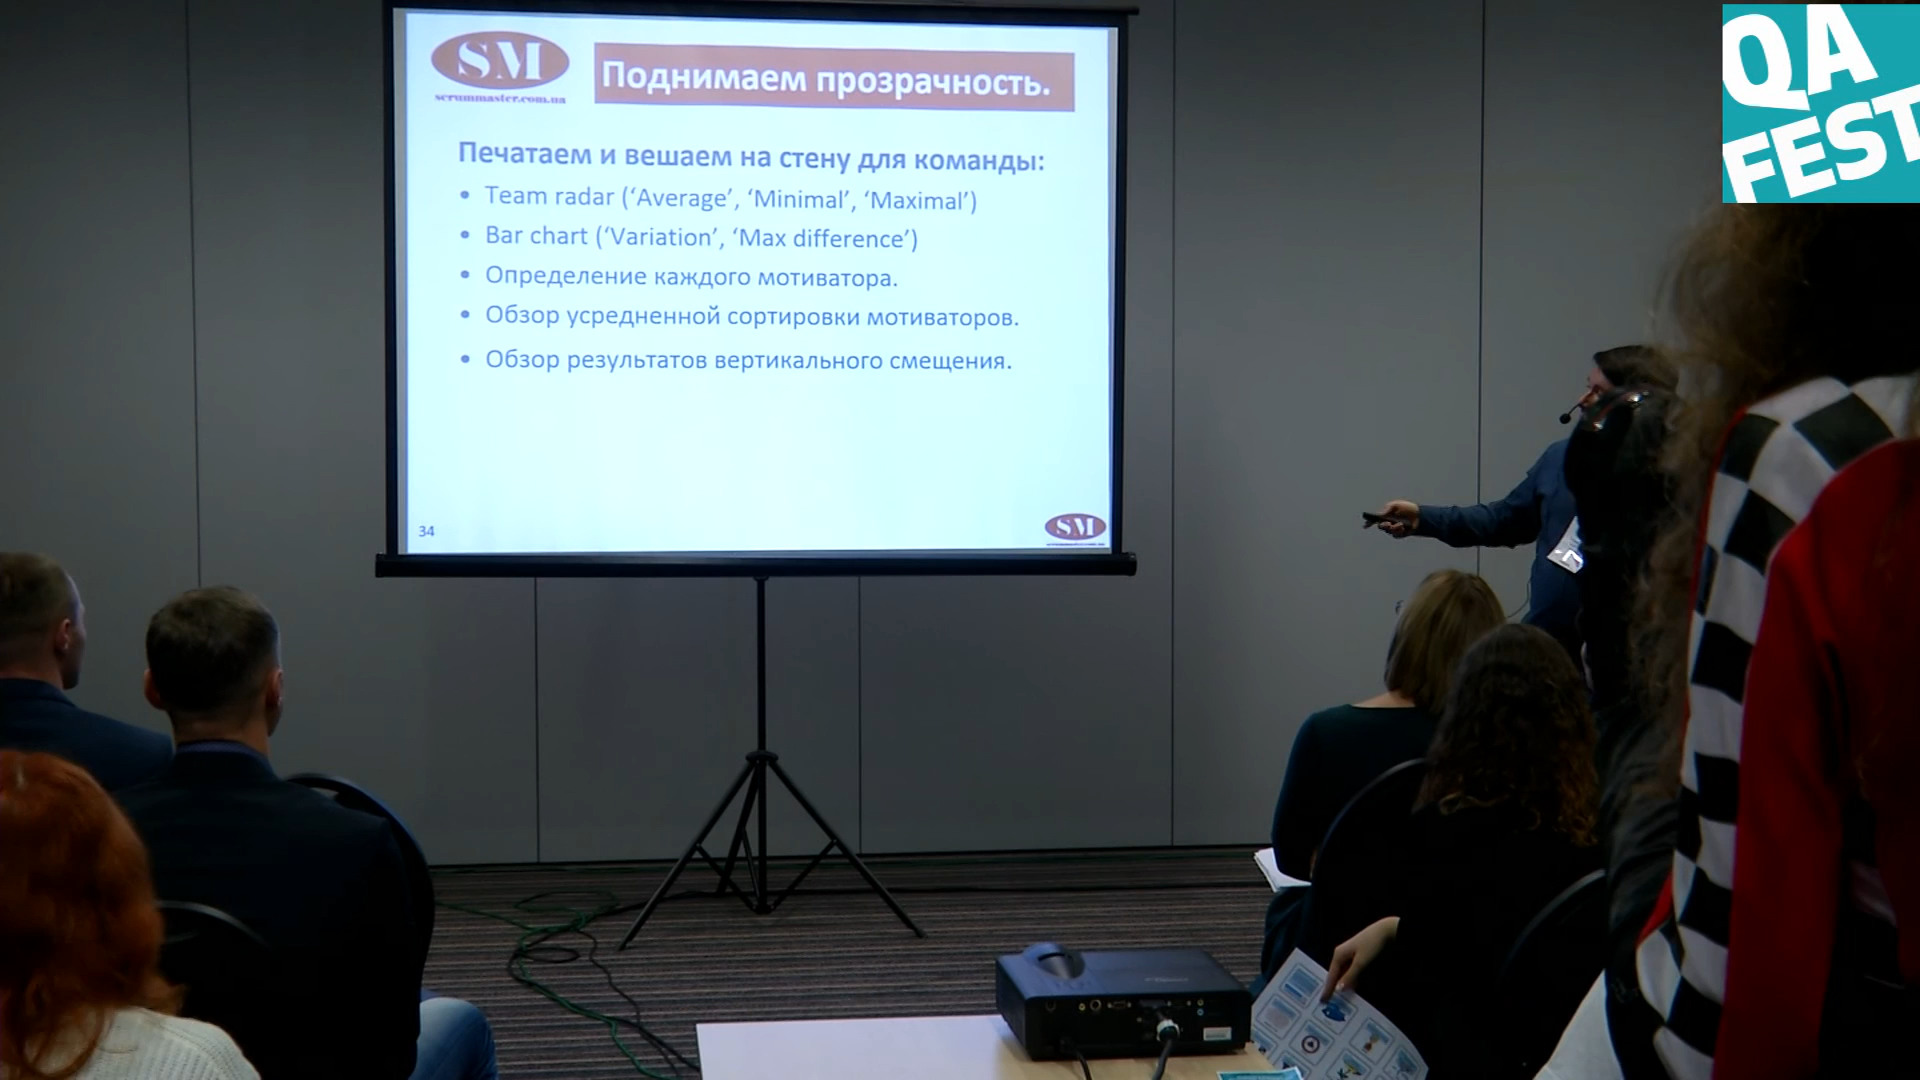 SM
scrummaster.com.ua
Поднимаем прозрачность.
Печатаем и вешаем на стену для команды:
• Team radar (‘Average’, ‘Minimal’, ‘Maximal’)
• Bar chart (‘Variation’, ‘Max difference’)
• Определение каждого мотиватора.
• Обзор усредненной сортировки мотиваторов.
• Обзор результатов вертикального смещения.
34
SM
QA
FEST